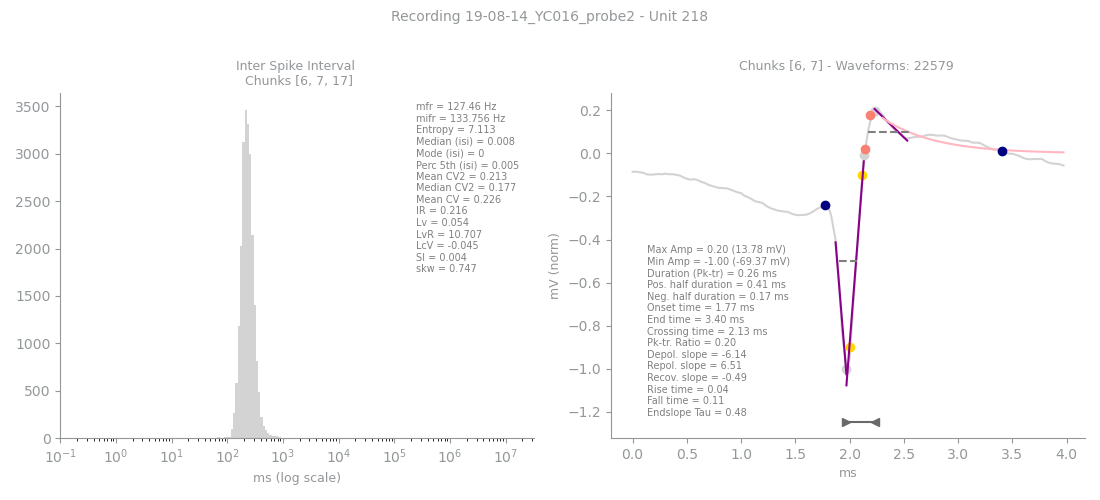 Recording 19-08-14_YC016_probe2 - Unit 218
Inter Spike Interval
Chunks [6, 7, 17]
3500
3000
2500
2000
1500
1000
500
0
mfr = 127.46 Hz
mifr = 133.756 Hz
Entropy = 7.113
Median (isi) = 0.008
Mode (isi) = 0
Perc 5th (isi) = 0.005
Mean CV2 = 0.213
Median CV2 = 0.177
Mean CV = 0.226
IR = 0.216
Lv = 0.054
LvR = 10.707
LcV = -0.045
SI = 0.004
skw = 0.747
10⁻¹ 10⁰ 10¹ 10² 10³ 10⁴ 10⁵ 10⁶ 10⁷
ms (log scale)
Chunks [6, 7] - Waveforms: 22579
mV (norm)
0.2
0.0
−0.2
−0.4
−0.6
−0.8
−1.0
−1.2
Max Amp = 0.20 (13.78 mV)
Min Amp = -1.00 (-69.37 mV)
Duration (Pk-tr) = 0.26 ms
Pos. half duration = 0.41 ms
Neg. half duration = 0.17 ms
Onset time = 1.77 ms
End time = 3.40 ms
Crossing time = 2.13 ms
Pk-tr. Ratio = 0.20
Depol. slope = -6.14
Repol. slope = 6.51
Recov. slope = -0.49
Rise time = 0.04
Fall time = 0.11
Endslope Tau = 0.48
0.0 0.5 1.0 1.5 2.0 2.5 3.0 3.5 4.0
ms